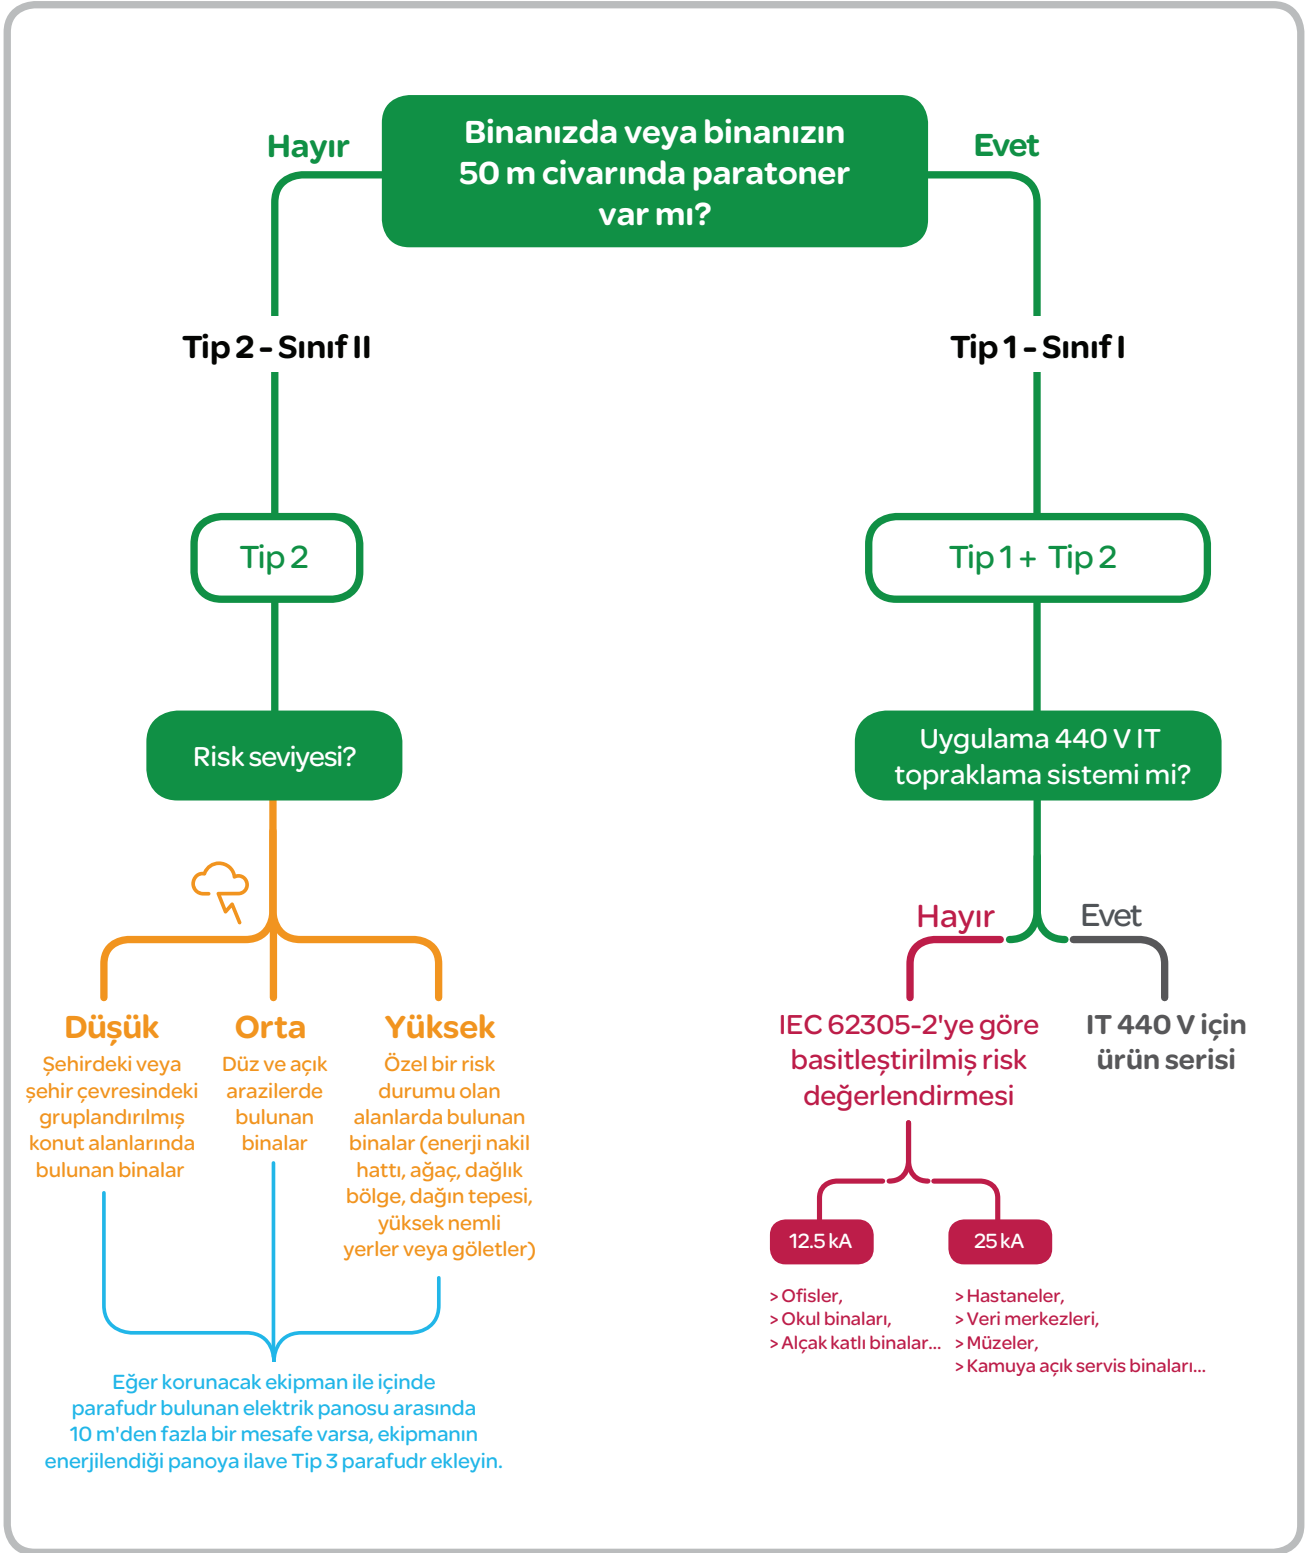 Binanızda veya binanızın
50 m civarında paratoner
var mı?
Hayır
Evet
Tip 2 - Sınıf II
Tip 1 - Sınıf I
Tip 2
Tip 1 + Tip 2
Risk seviyesi?
Uygulama 440 V IT
topraklama sistemi mi?
Hayır
Evet
Düşük
Şehirdeki veya
şehir çevresindeki
gruplandırılmış
konut alanlarında
bulunan binalar
Orta
Düz ve açık
arazilerde
bulunan
binalar
Yüksek
Özel bir risk
durumu olan
alanlarda bulunan
binalar (enerji nakil
hattı, ağaç, dağlık
bölge, dağın tepesi,
yüksek nemli
yerler veya göletler)
IEC 62305-2'ye göre
basitleştirilmiş risk
değerlendirmesi
IT 440 V için
ürün serisi
12.5 kA
25 kA
> Ofisler,
> Okul binaları,
> Alçak katlı binalar...
> Hastaneler,
> Veri merkezleri,
> Müzeler,
> Kamuya açık servis binaları...
Eğer korunacak ekipman ile içinde
parafudr bulunan elektrik panosu arasında
10 m'den fazla bir mesafe varsa, ekipmanın
enerjilendiği panoya ilave Tip 3 parafudr ekleyin.